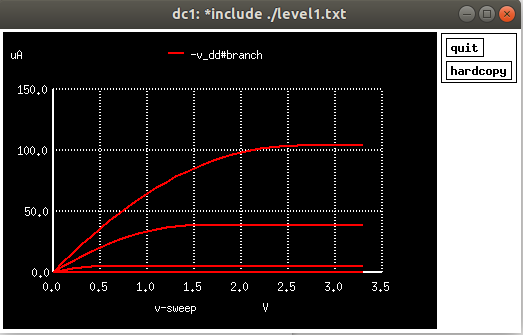 dc1: *include ./level1.txt
quit
hardcopy
uA
-v_dd#branch
150.0
100.0
50.0
0.0
0.0 0.5 1.0 1.5 2.0 2.5 3.0 3.5
v-sweep V